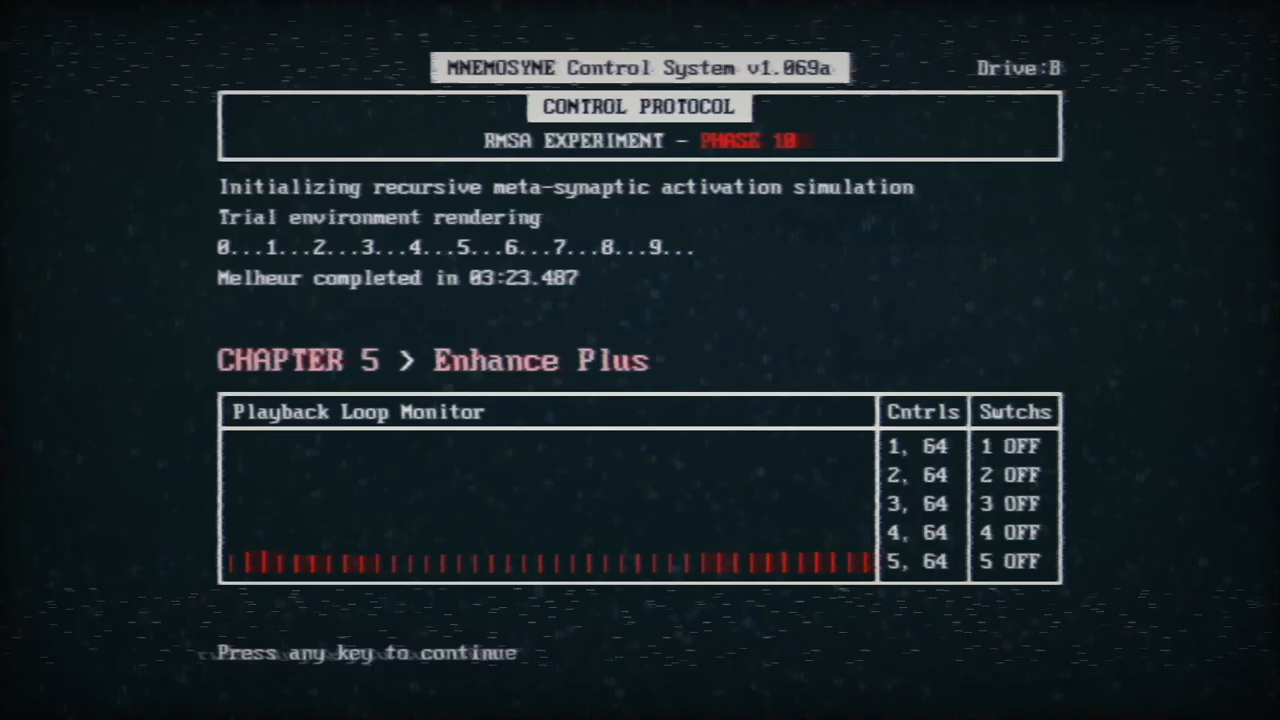 MNEMOSYNE Control System v1.069a Drive:B
CONTROL PROTOCOL
RMSA EXPERIMENT - PHASE 10
Initializing recursive meta-synaptic activation simulation
Trial environment rendering
0...1...2...3...4...5...6...7...8...9...
Melheur completed in 03:23.487
CHAPTER 5 > Enhance Plus
Playback Loop Monitor Cntrls Swtchs
1, 64 1 OFF
2, 64 2 OFF
3, 64 3 OFF
4, 64 4 OFF
5, 64 5 OFF
Press any key to continue